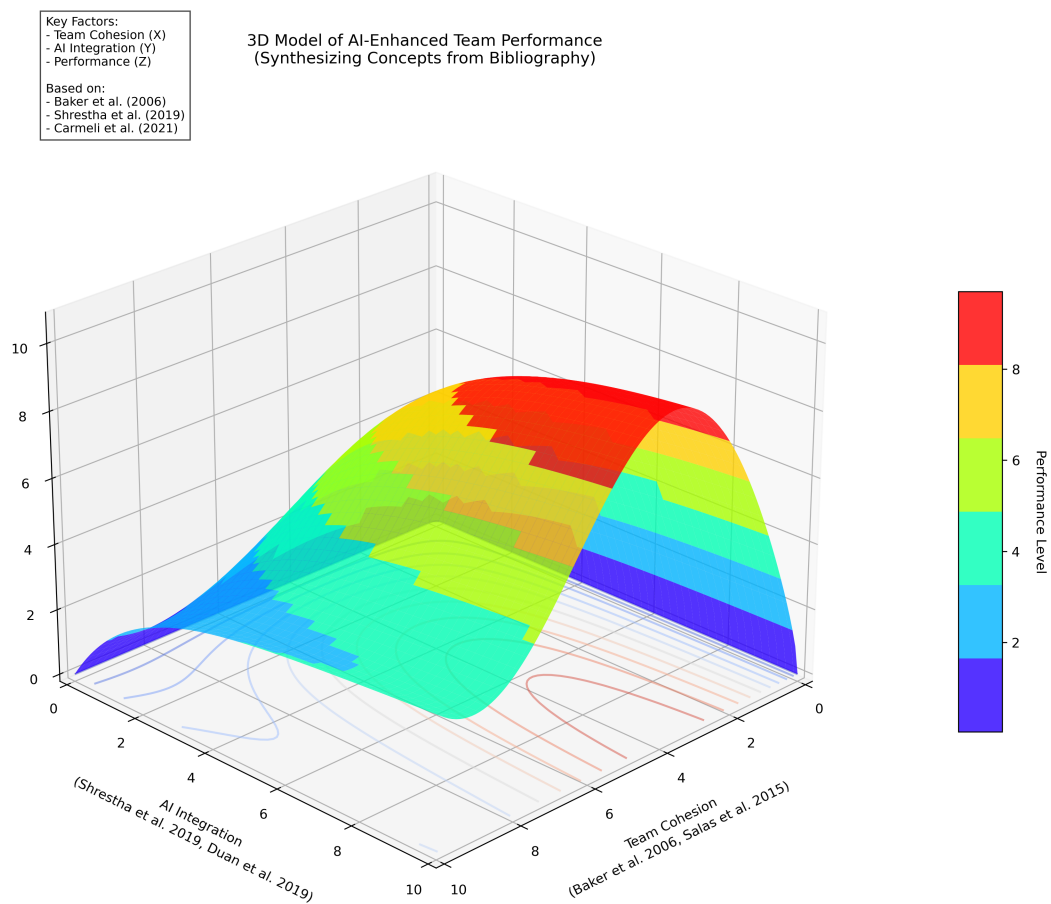 Key Factors:
- Team Cohesion (X)
- AI Integration (Y)
- Performance (Z)
Based on:
- Baker et al. (2006)
- Shrestha et al. (2019)
- Carmeli et al. (2021)
3D Model of AI-Enhanced Team Performance
(Synthesizing Concepts from Bibliography)
10
8
6
4
2
0
0
2
4
6
8
10
AI Integration
(Shrestha et al. 2019, Duan et al. 2019)
10
8
6
4
2
0
Team Cohesion
(Baker et al. 2006, Salas et al. 2015)
8
6
4
2
Performance Level